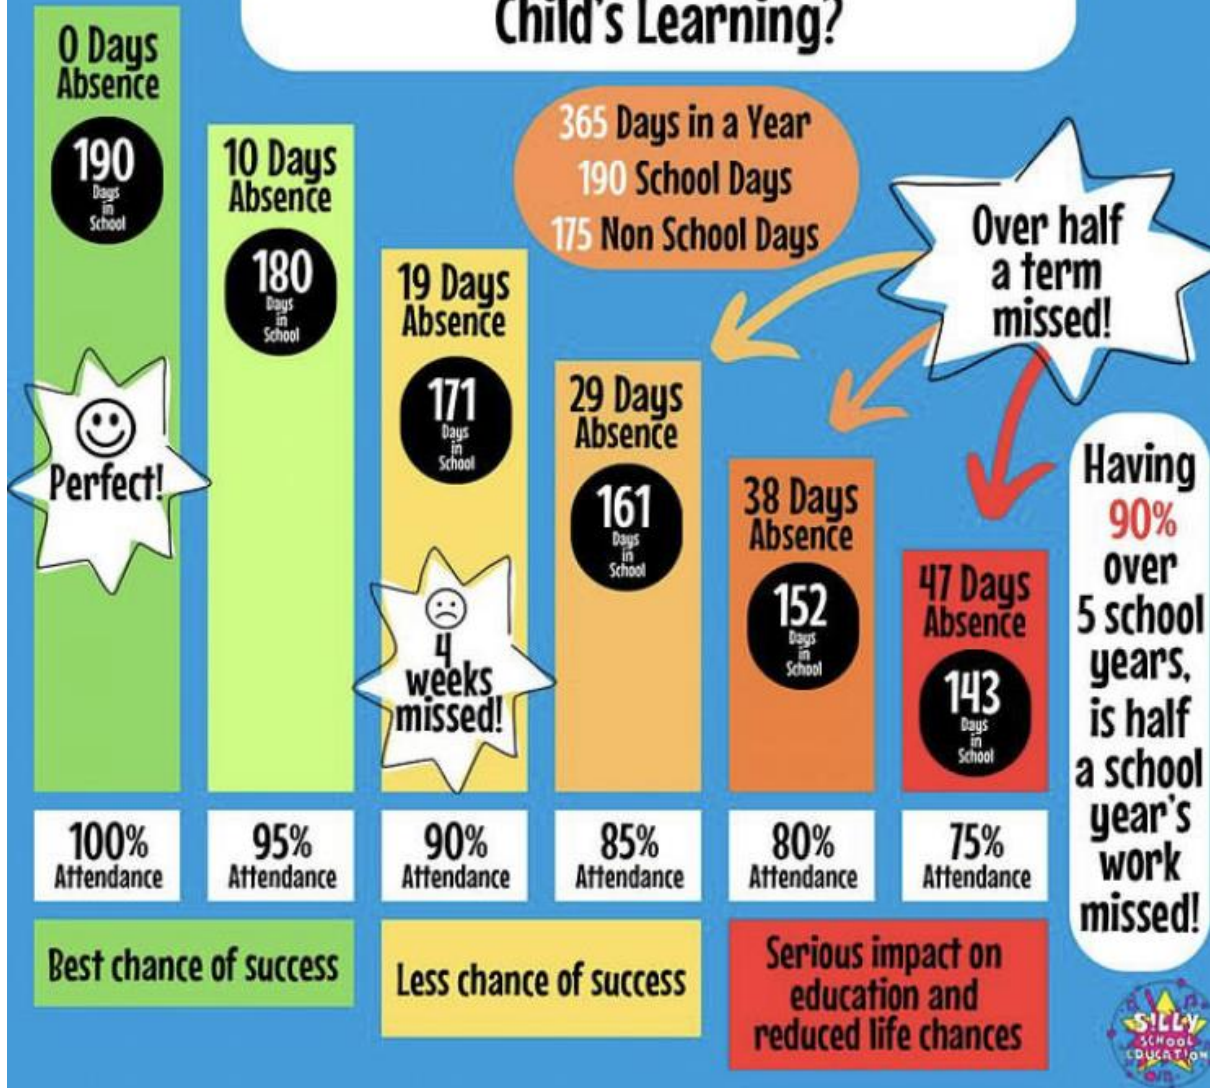 Child's Learning?
0 Days
Absence
190
Days
in
School
Perfect!
10 Days
Absence
180
Days
in
School
19 Days
Absence
171
Days
in
School
4
weeks
missed!
365 Days in a Year
190 School Days
175 Non School Days
29 Days
Absence
161
Days
in
School
38 Days
Absence
152
Days
in
School
47 Days
Absence
143
Days
in
School
Over half
a term
missed!
Having
90%
over
5 school
years,
is half
a school
year's
work
missed!
100%
Attendance
95%
Attendance
90%
Attendance
85%
Attendance
80%
Attendance
75%
Attendance
Best chance of success
Less chance of success
Serious impact on
education and
reduced life chances
S!LLY
SCHOOL
EDUCATION